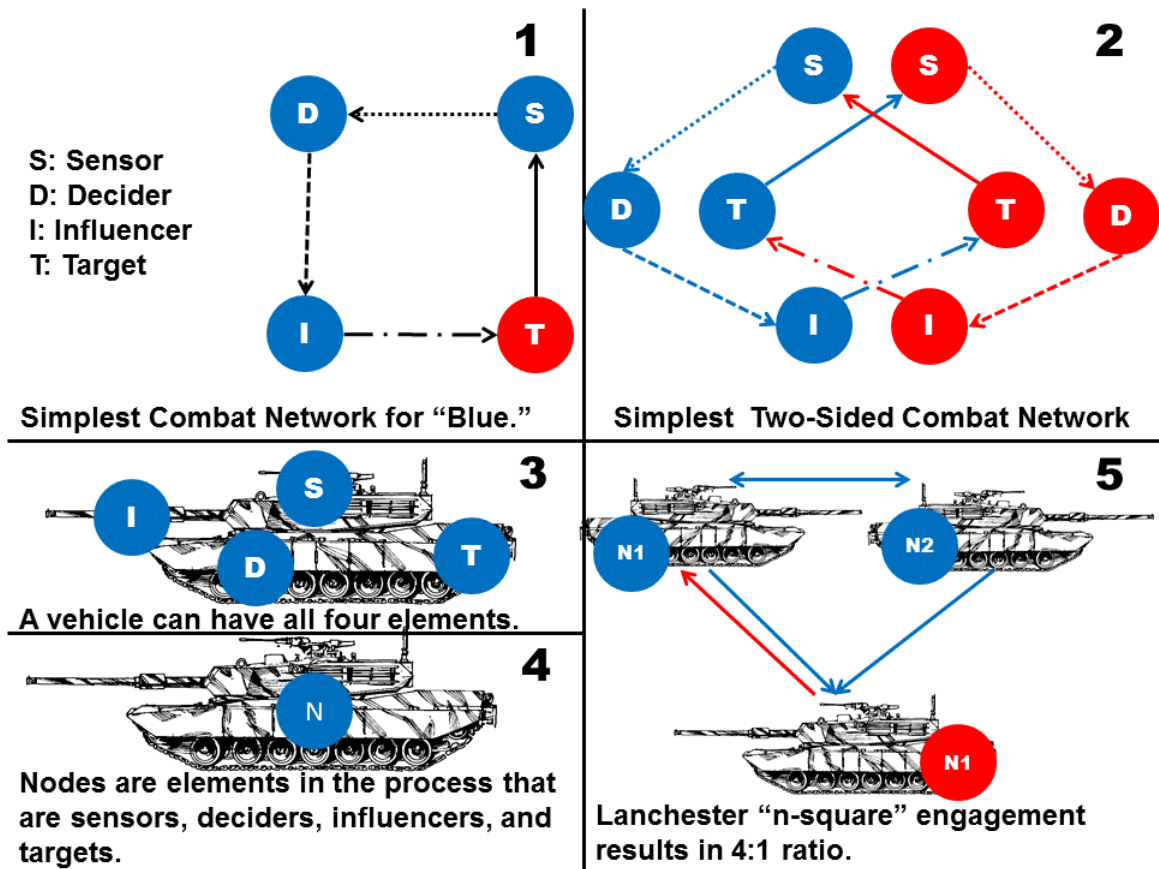 1
D
S
S: Sensor
D: Decider
I: Influencer
T: Target
I
T
Simplest Combat Network for “Blue.”
2
S
S
D
T
T
D
I
I
Simplest Two-Sided Combat Network
3
S
I
D
T
A vehicle can have all four elements.
4
N
Nodes are elements in the process that
are sensors, deciders, influencers, and
targets.
5
N1
N2
N1
Lanchester “n-square” engagement
results in 4:1 ratio.